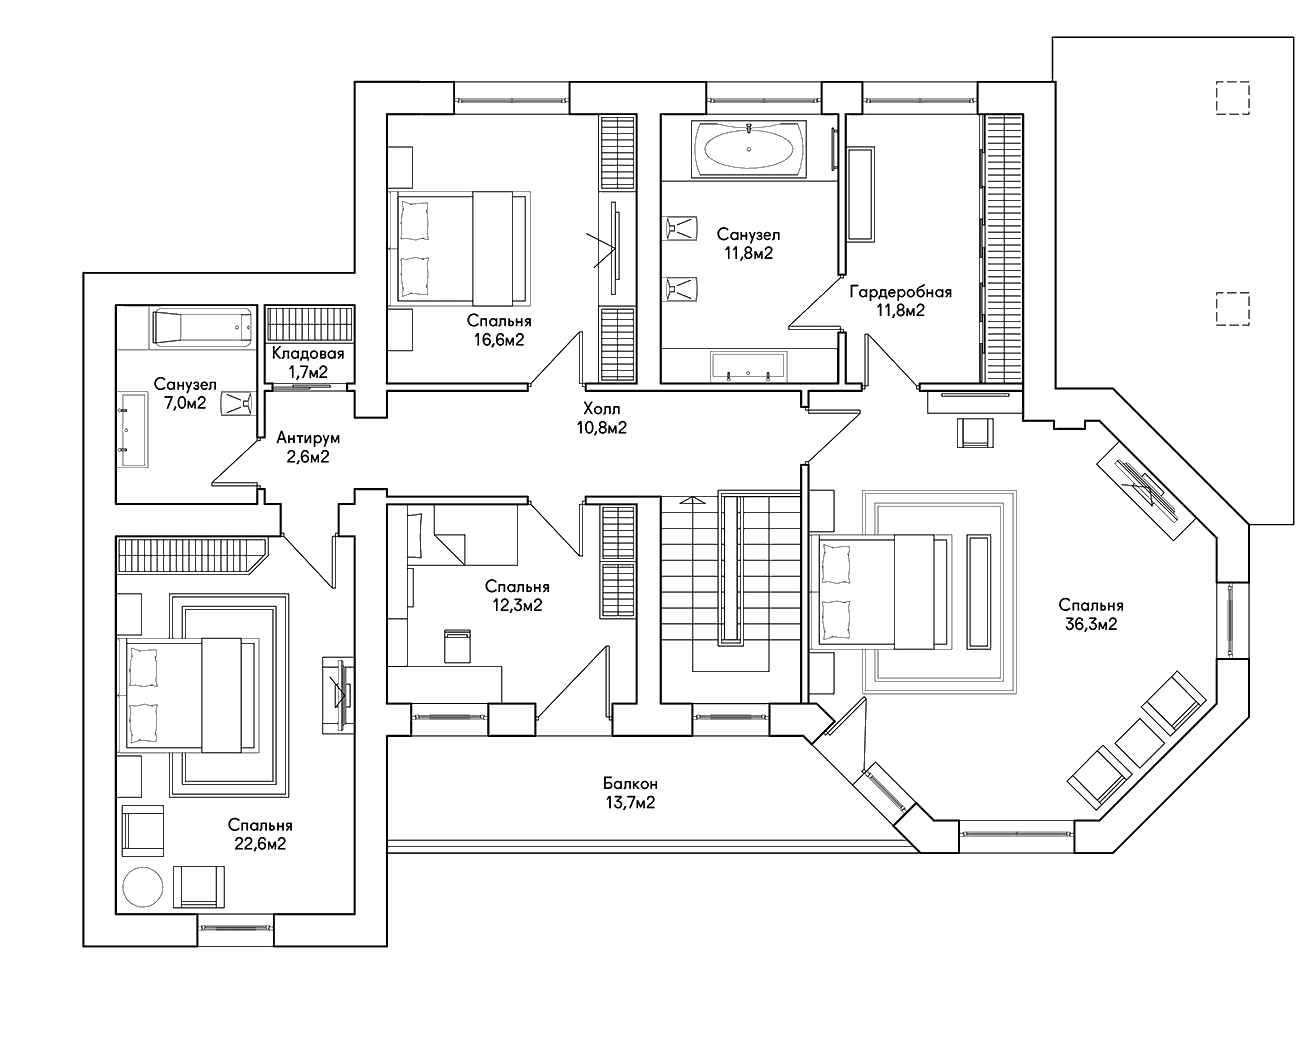 Санузел
11,8м2
Гардеробная
11,8м2
Спальня
16,6м2
Кладовая
1,7м2
Санузел
7,0м2
Холл
10,8м2
Антирум
2,6м2
Спальня
12,3м2
Спальня
36,3м2
Балкон
13,7м2
Спальня
22,6м2